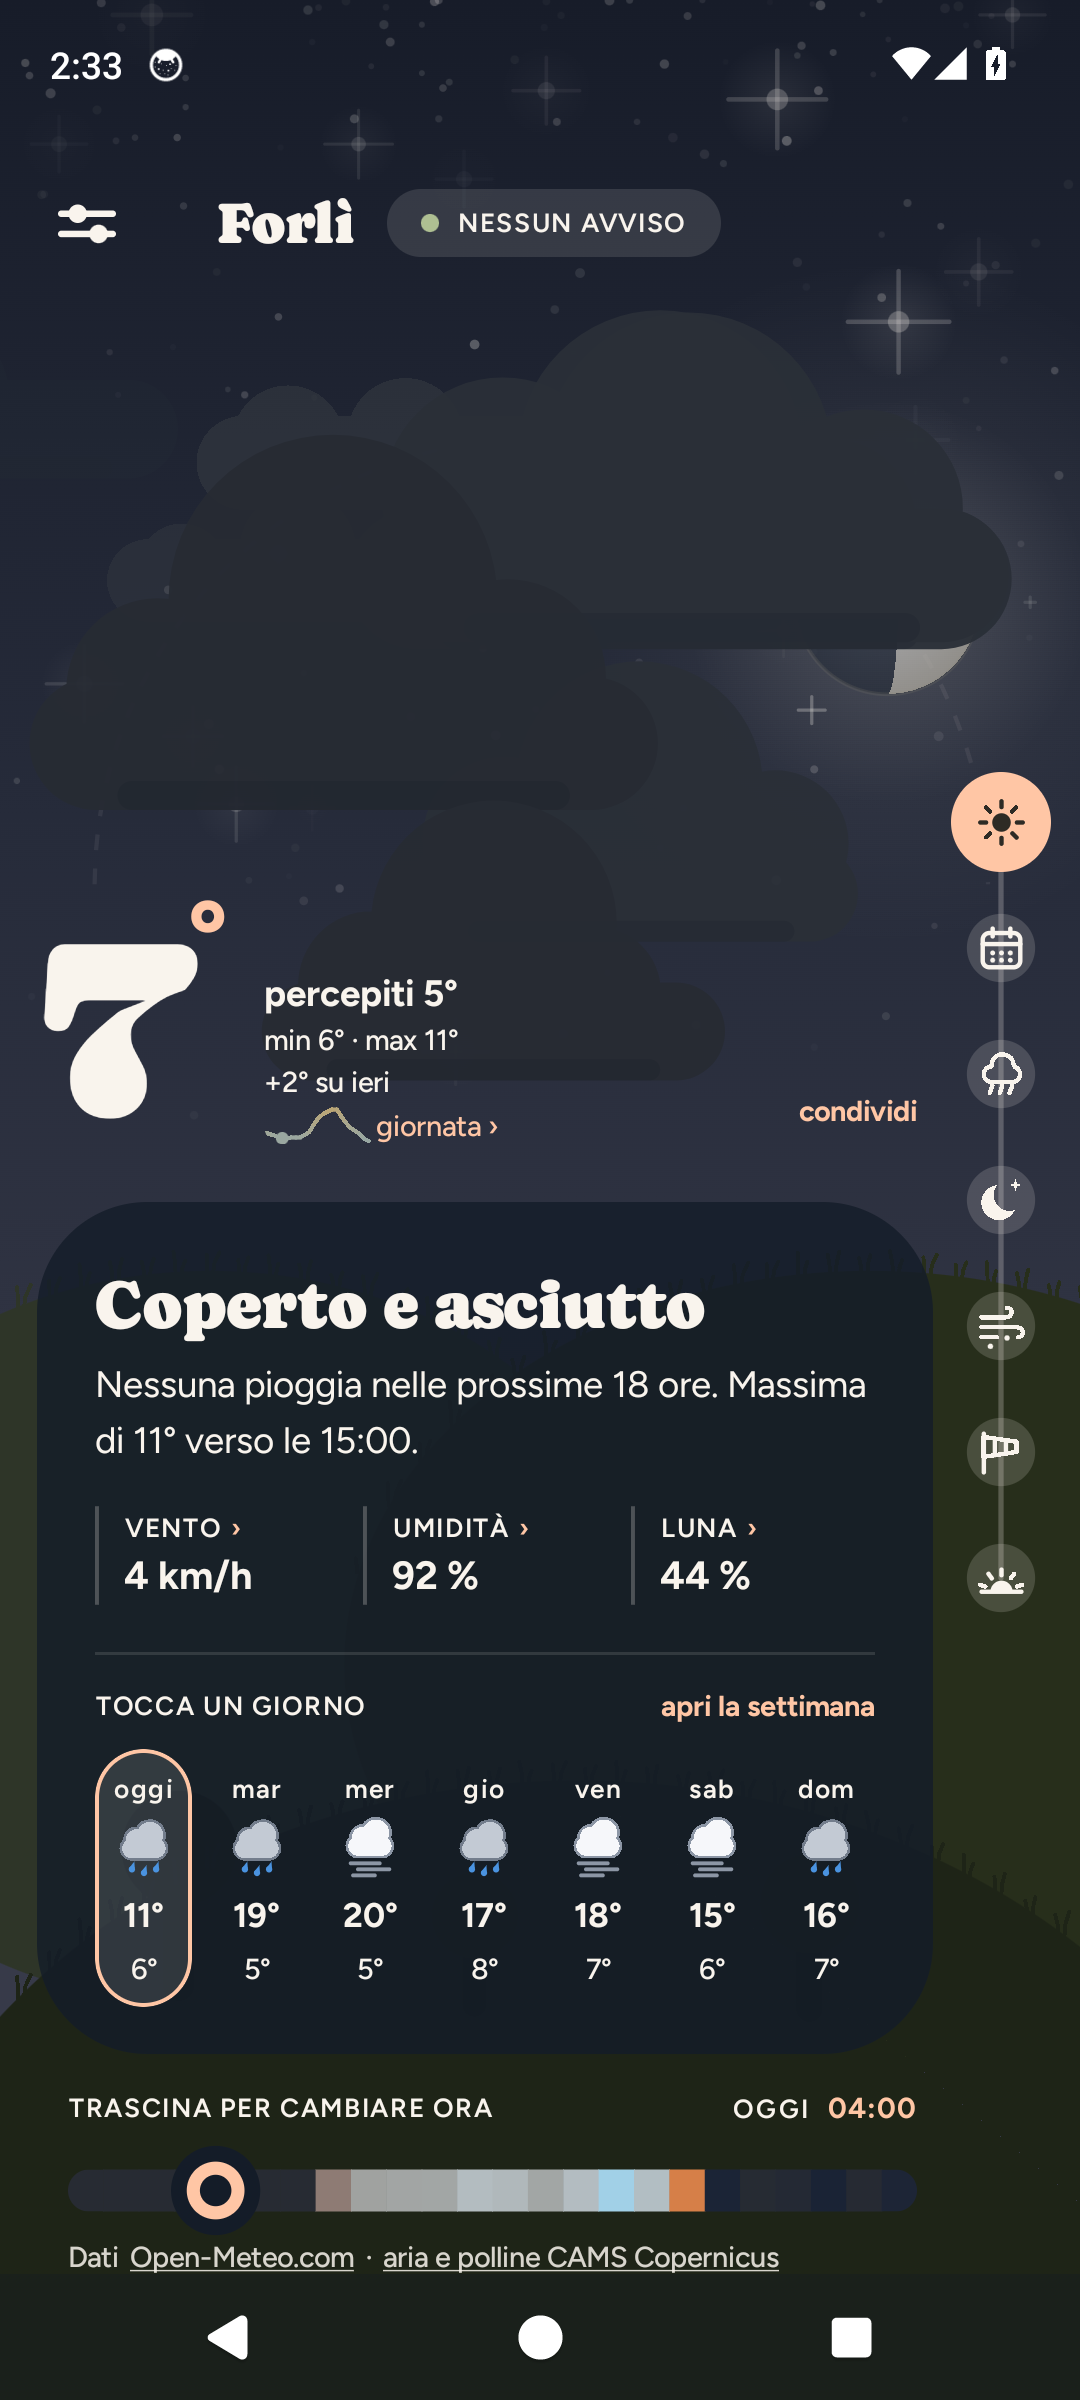 2:33
Forlì
NESSUN AVVISO
7°
percepiti 5°
min 6° · max 11°
+2° su ieri
giornata ›
condividi
Coperto e asciutto
Nessuna pioggia nelle prossime 18 ore. Massima
di 11° verso le 15:00.
VENTO › UMIDITÀ › LUNA ›
4 km/h 92 % 44 %
TOCCA UN GIORNO apri la settimana
oggi mar mer gio ven sab dom
11° 19° 20° 17° 18° 15° 16°
6° 5° 5° 8° 7° 6° 7°
TRASCINA PER CAMBIARE ORA OGGI 04:00
Dati Open-Meteo.com · aria e polline CAMS Copernicus